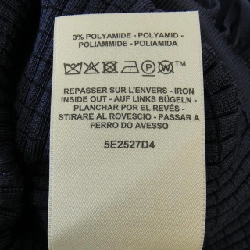 3% POLYAMIDE - POLYAMID -
POLIAMMIDE - POLIAMIDA
P W™
REPASSER SUR L'ENVERS - IRON
INSIDE OUT - AUF LINKS BÜGELN -
PLANCHAR POR EL REVÉS -
STIRARE AL ROVESCIO - PASSAR A
FERRO DO AVESSO
5E2527D4